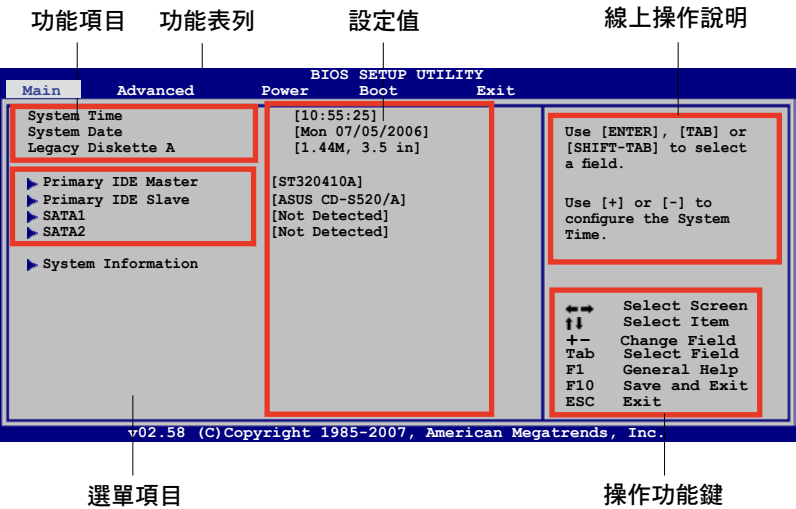 功能項目 功能表列 設定值 線上操作說明
BIOS SETUP UTILITY
Main Advanced Power Boot Exit
System Time [10:55:25]
System Date [Mon 07/05/2006]
Legacy Diskette A [1.44M, 3.5 in]
Primary IDE Master [ST320410A]
Primary IDE Slave [ASUS CD-S520/A]
SATA1 [Not Detected]
SATA2 [Not Detected]
System Information
Use [ENTER], [TAB] or
[SHIFT-TAB] to select
a field.
Use [+] or [-] to
configure the System
Time.
←→ Select Screen
↑↓ Select Item
+- Change Field
Tab Select Field
F1 General Help
F10 Save and Exit
ESC Exit
v02.58 (C)Copyright 1985-2007, American Megatrends, Inc.
選單項目 操作功能鍵